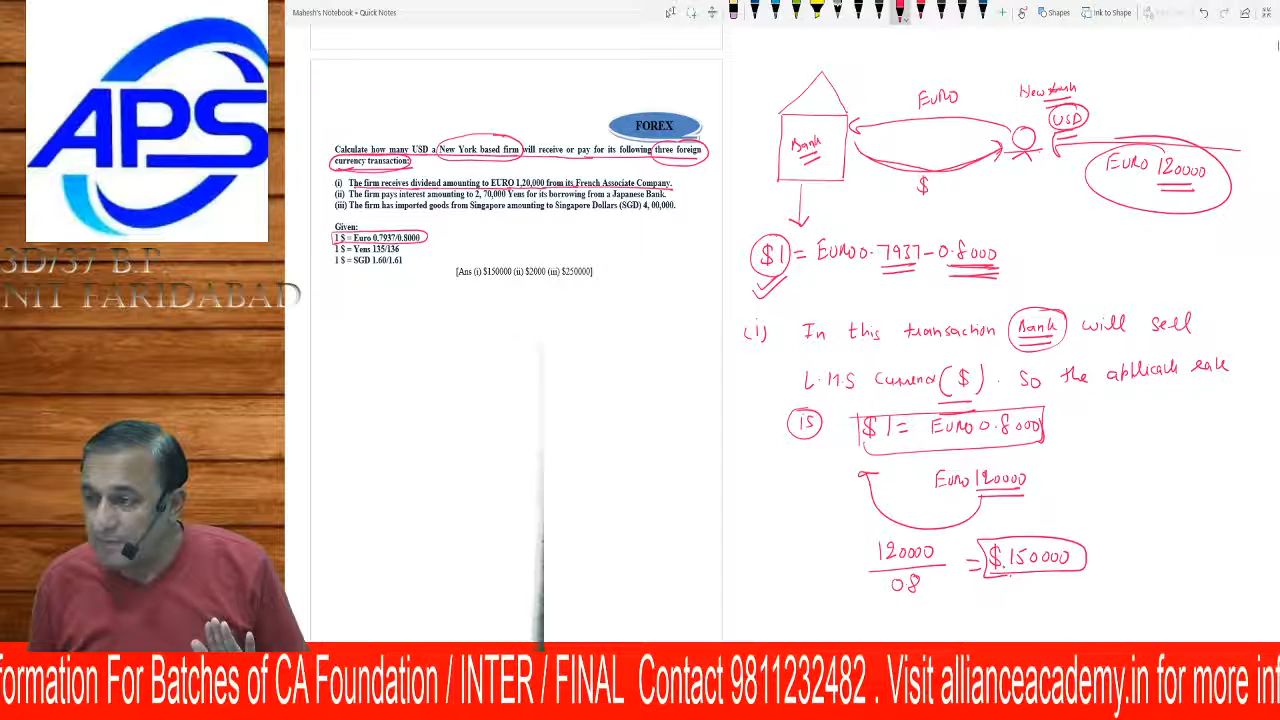 Mahesh's Notebook » Quick Notes
Shapes
Ink to Shape
APS
3D/37 B.P.
NIT FARIDABAD
FOREX
Calculate how many USD a New York based firm will receive or pay for its following three foreign
currency transaction:
(i) The firm receives dividend amounting to EURO 1,20,000 from its French Associate Company.
(ii) The firm pays interest amounting to 2, 70,000 Yens for its borrowing from a Japanese Bank.
(iii) The firm has imported goods from Singapore amounting to Singapore Dollars (SGD) 4, 00,000.
Given:
1 $ = Euro 0.7937/0.8000
1 $ = Yens 135/136
1 $ = SGD 1.60/1.61
[Ans (i) $150000 (ii) $2000 (iii) $250000]
EURO
New
USD
Bank
EURO 120000
$
$1 = EURO 0.7937 - 0.8000
(i) In this transaction Bank will sell
L.H.S currency ($). So the rate
is $1 = EURO 0.8000
EURO 120000
120000
0.8
= $.150000
formation For Batches of CA Foundation / INTER / FINAL Contact 9811232482 . Visit allianceacademy.in for more inf